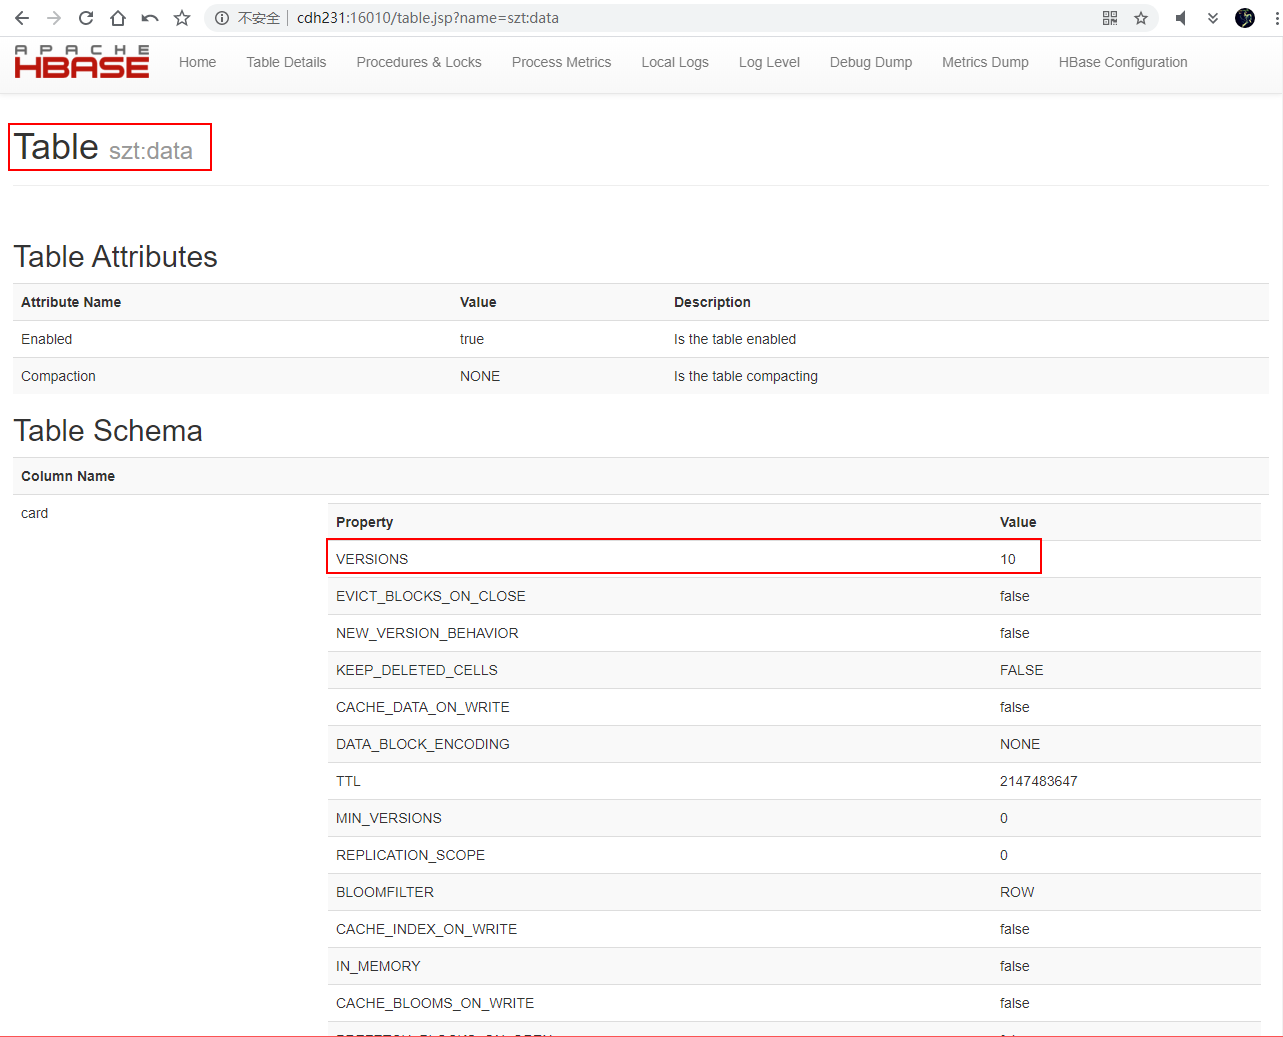 不安全 cdh231:16010/table.jsp?name=szt:data
APACHE
HBASE
Home Table Details Procedures & Locks Process Metrics Local Logs Log Level Debug Dump Metrics Dump HBase Configuration
Table szt:data
Table Attributes
Attribute Name Value Description
Enabled true Is the table enabled
Compaction NONE Is the table compacting
Table Schema
Column Name
card
Property Value
VERSIONS 10
EVICT_BLOCKS_ON_CLOSE false
NEW_VERSION_BEHAVIOR false
KEEP_DELETED_CELLS FALSE
CACHE_DATA_ON_WRITE false
DATA_BLOCK_ENCODING NONE
TTL 2147483647
MIN_VERSIONS 0
REPLICATION_SCOPE 0
BLOOMFILTER ROW
CACHE_INDEX_ON_WRITE false
IN_MEMORY false
CACHE_BLOOMS_ON_WRITE false